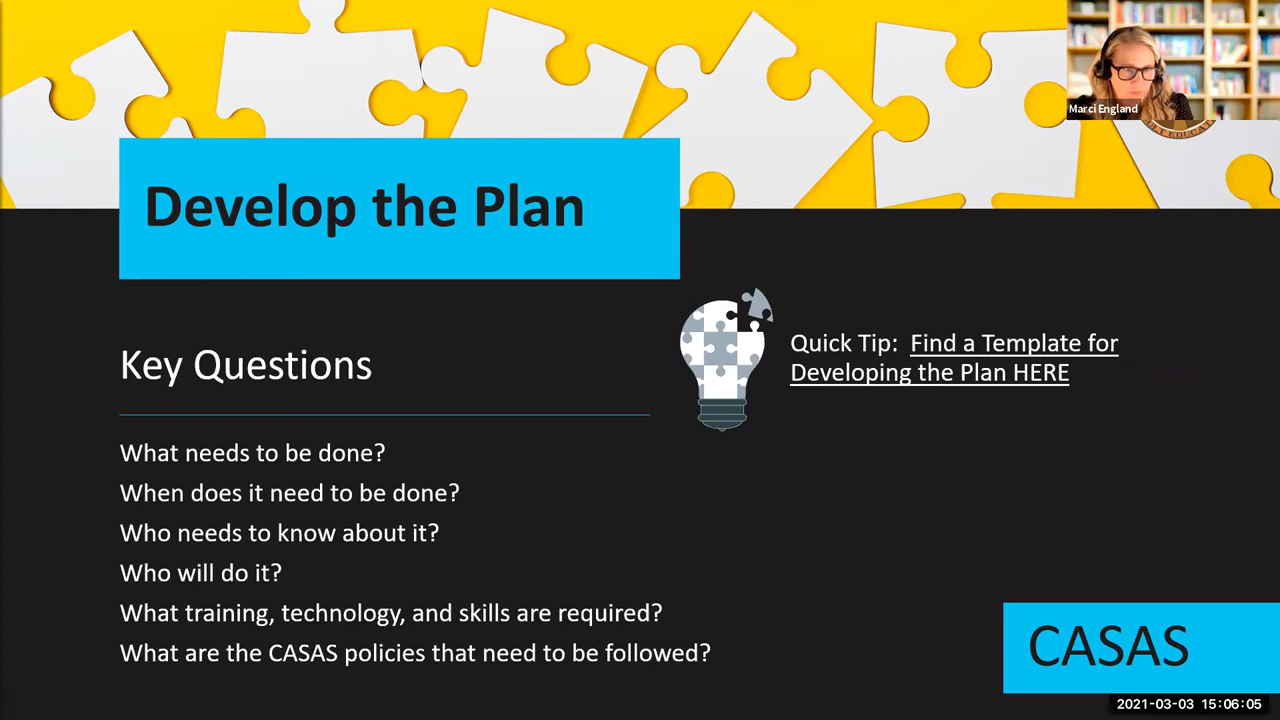 Marci England
ULT EDUCAT
Develop the Plan
Key Questions
Quick Tip: Find a Template for
Developing the Plan HERE
What needs to be done?
When does it need to be done?
Who needs to know about it?
Who will do it?
What training, technology, and skills are required?
What are the CASAS policies that need to be followed?
CASAS
2021-03-03 15:06:05